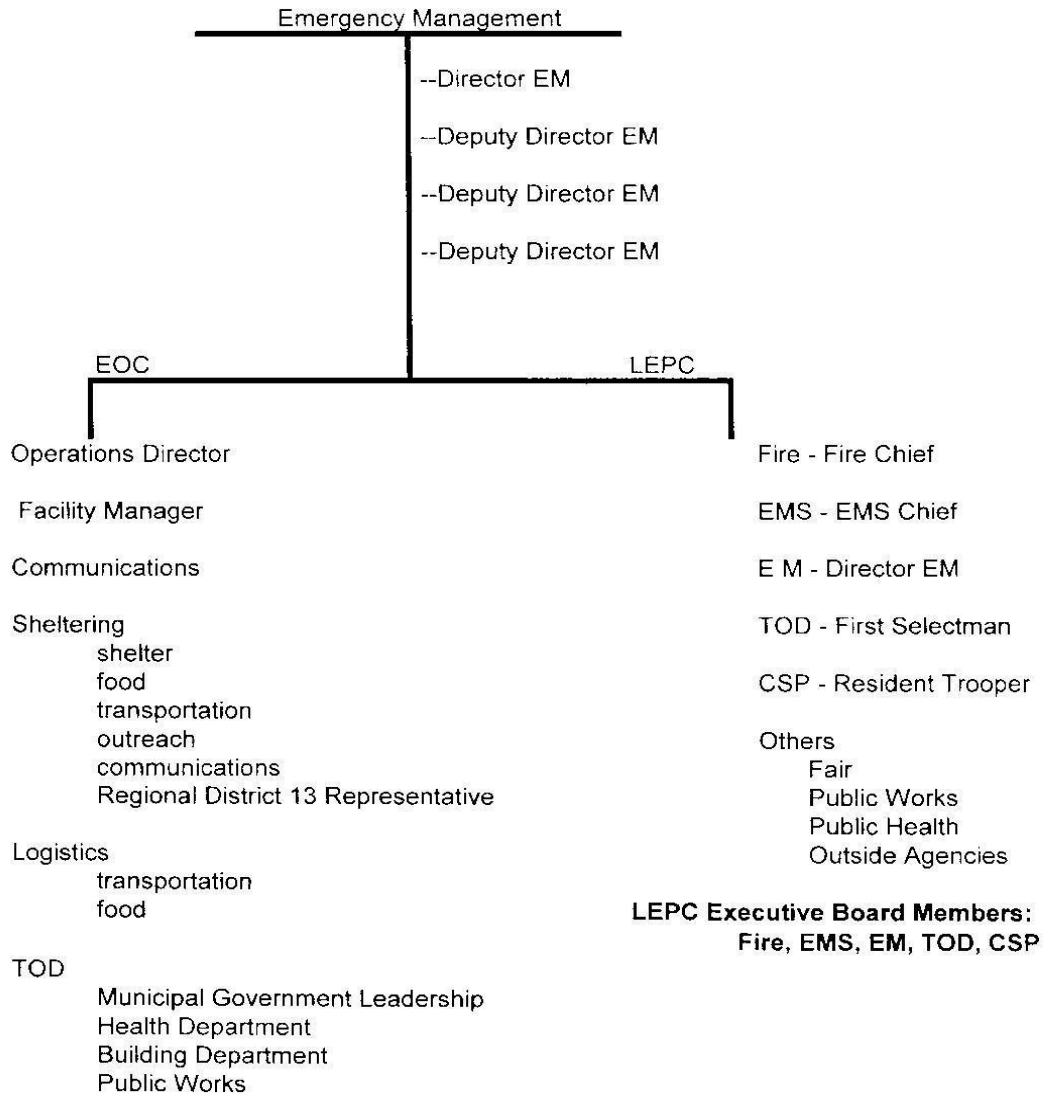 Emergency Management
--Director EM
--Deputy Director EM
--Deputy Director EM
--Deputy Director EM
EOC
LEPC
Operations Director
Facility Manager
Communications
Sheltering
shelter
food
transportation
outreach
communications
Regional District 13 Representative
Logistics
transportation
food
TOD
Municipal Government Leadership
Health Department
Building Department
Public Works
Fire - Fire Chief
EMS - EMS Chief
E M - Director EM
TOD - First Selectman
CSP - Resident Trooper
Others
Fair
Public Works
Public Health
Outside Agencies
LEPC Executive Board Members:
Fire, EMS, EM, TOD, CSP